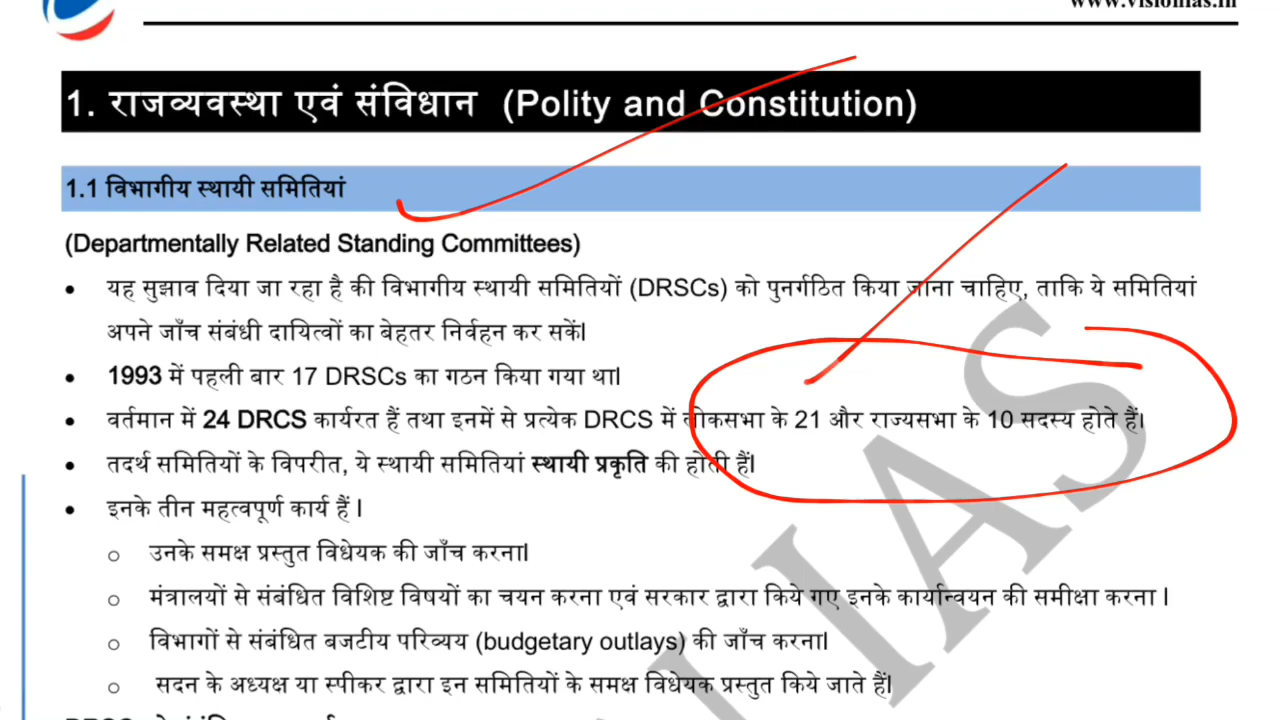 www.visionias.in
1. राजव्यवस्था एवं संविधान (Polity and Constitution)
1.1 विभागीय स्थायी समितियां
(Departmentally Related Standing Committees)
• यह सुझाव दिया जा रहा है की विभागीय स्थायी समितियों (DRSCs) को पुनर्गठित किया जाना चाहिए, ताकि ये समितियां
अपने जाँच संबंधी दायित्वों का बेहतर निर्वहन कर सकें।
• 1993 में पहली बार 17 DRSCs का गठन किया गया था।
• वर्तमान में 24 DRCS कार्यरत हैं तथा इनमें से प्रत्येक DRCS में लोकसभा के 21 और राज्यसभा के 10 सदस्य होते हैं।
• तदर्थ समितियों के विपरीत, ये स्थायी समितियां स्थायी प्रकृति की होती हैं।
• इनके तीन महत्वपूर्ण कार्य हैं ।
o उनके समक्ष प्रस्तुत विधेयक की जाँच करना।
o मंत्रालयों से संबंधित विशिष्ट विषयों का चयन करना एवं सरकार द्वारा किये गए इनके कार्यान्वयन की समीक्षा करना ।
o विभागों से संबंधित बजटीय परिव्यय (budgetary outlays) की जाँच करना।
o सदन के अध्यक्ष या स्पीकर द्वारा इन समितियों के समक्ष विधेयक प्रस्तुत किये जाते हैं।
IAS